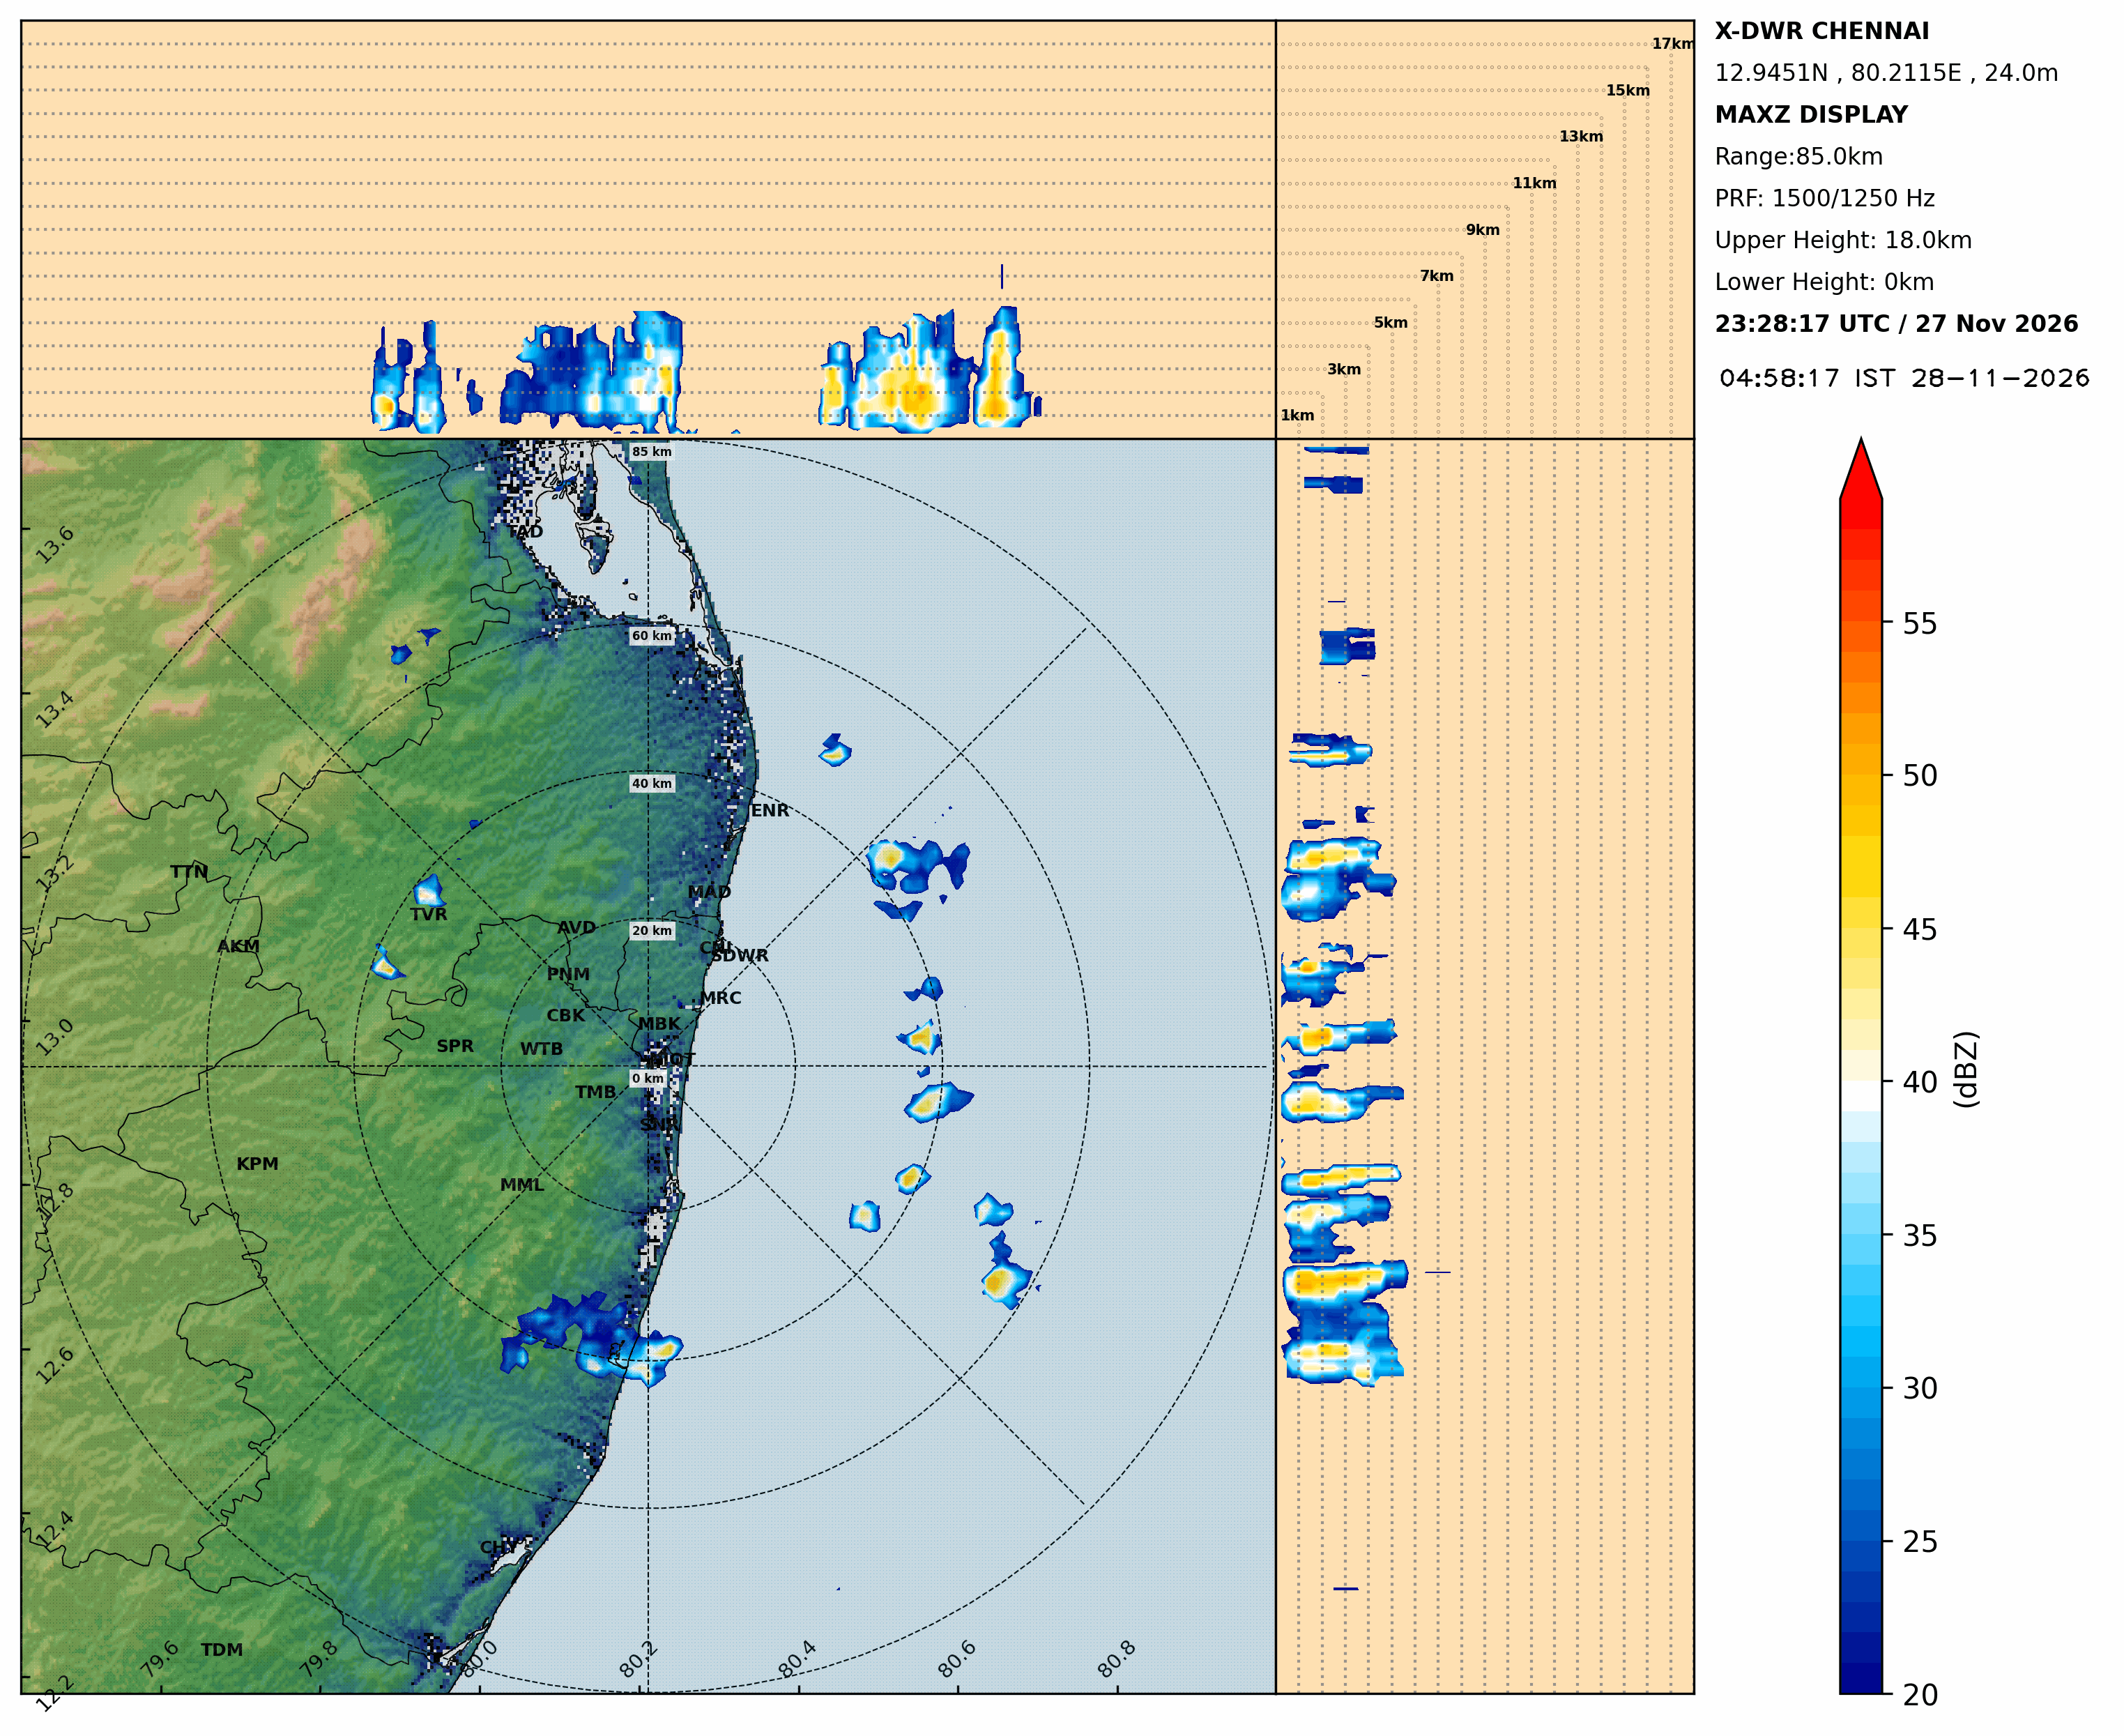 X-DWR CHENNAI
12.9451N , 80.2115E , 24.0m
MAXZ DISPLAY
Range:85.0km
PRF: 1500/1250 Hz
Upper Height: 18.0km
Lower Height: 0km
23:28:17 UTC / 27 Nov 2026
04:58:17 IST 28-11-2026
17km
15km
13km
11km
9km
7km
5km
3km
1km
85 km
60 km
40 km
20 km
0 km
TAD
ENR
TTN
MAD
TVR
AVD
AKM
SDWR
PNM
MRC
CBK
MBK
SPR
WTB
TMB
SNR
KPM
MML
CHY
TDM
13.6
13.4
13.2
13.0
12.8
12.6
12.4
12.2
79.6
79.8
80.0
80.2
80.4
80.6
80.8
55
50
45
40
35
30
25
20
(dBZ)